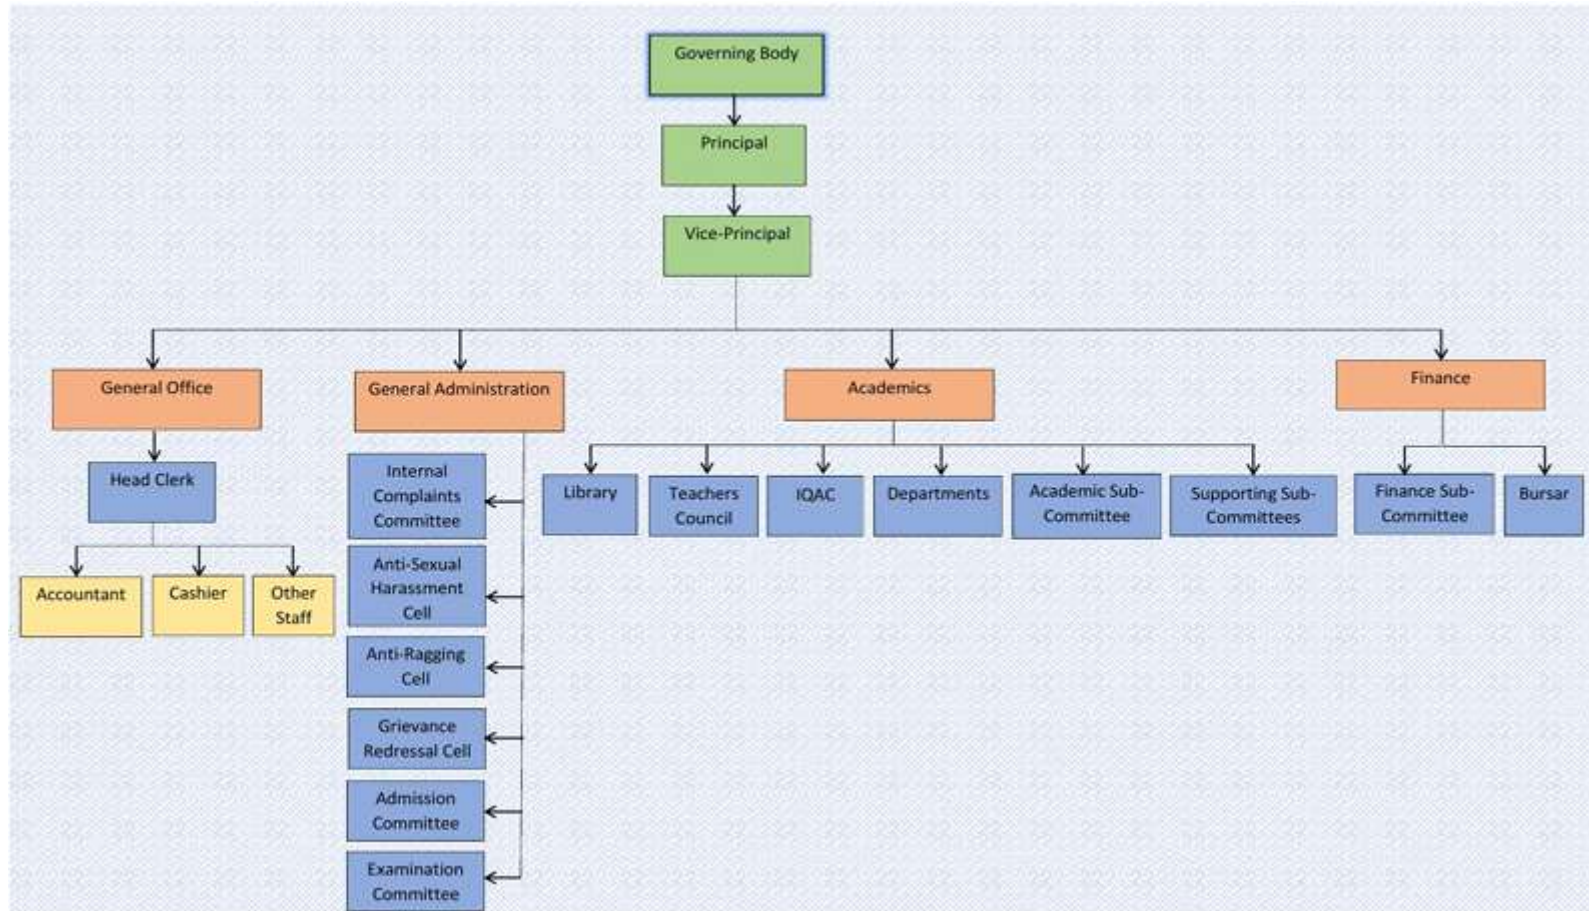 Governing Body
Principal
Vice-Principal
General Office
General Administration
Academics
Finance
Head Clerk
Accountant
Cashier
Other
Staff
Internal
Complaints
Committee
Anti-Sexual
Harassment
Cell
Anti-Ragging
Cell
Grievance
Redressal Cell
Admission
Committee
Examination
Committee
Library
Teachers
Council
IQAC
Departments
Academic Sub-
Committee
Supporting Sub-
Committees
Finance Sub-
Committee
Bursar